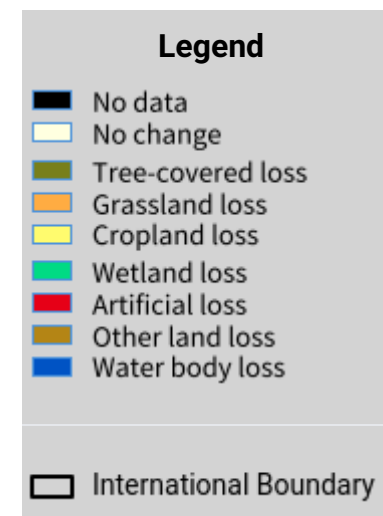 Legend
No data
No change
Tree-covered loss
Grassland loss
Cropland loss
Wetland loss
Artificial loss
Other land loss
Water body loss
International Boundary